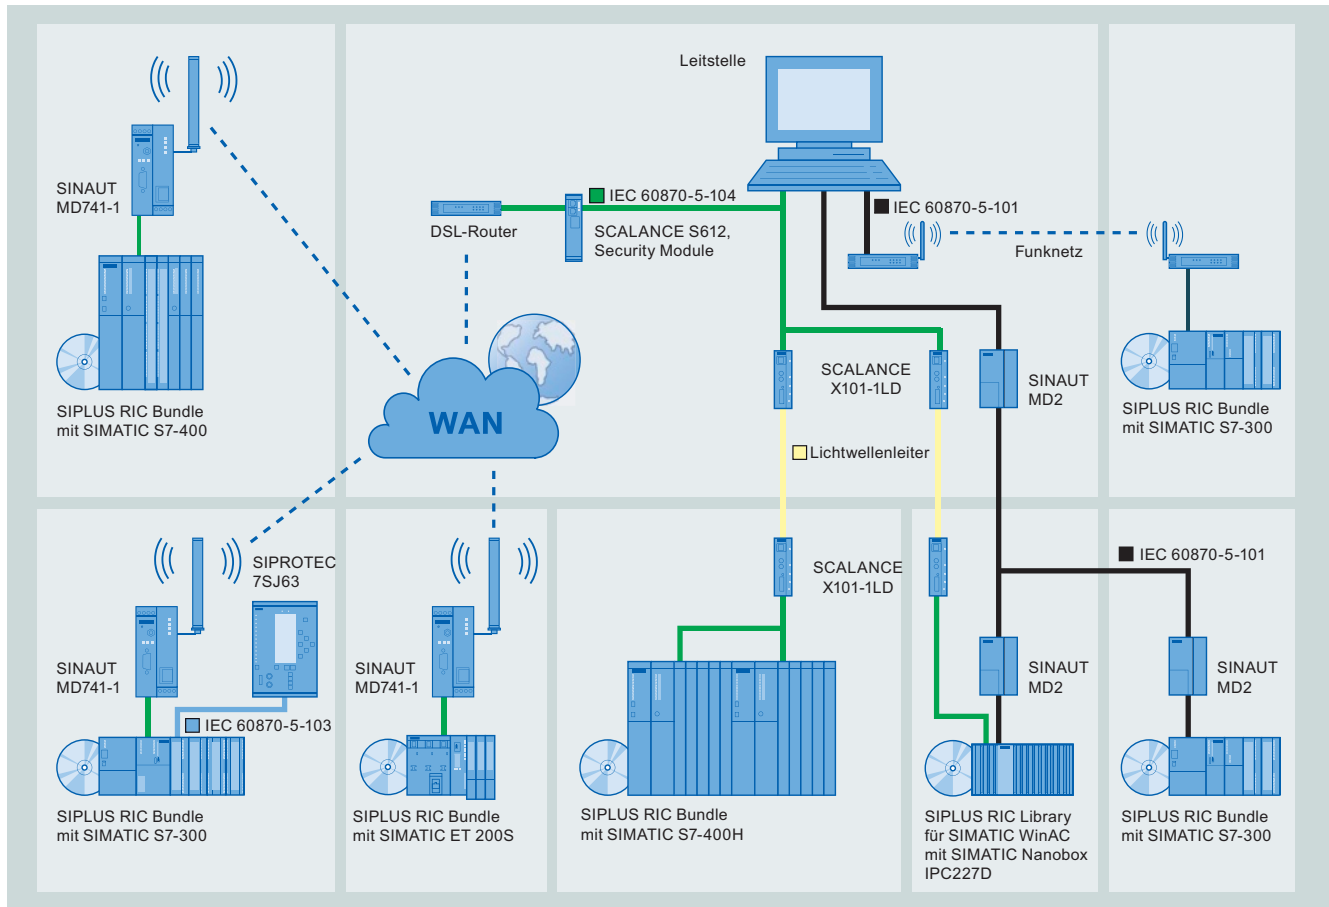 Leitstelle
SINAUT
MD741-1
IEC 60870-5-104
IEC 60870-5-101
DSL-Router
SCALANCE S612,
Security Module
Funknetz
SCALANCE
X101-1LD
SINAUT
MD2
SIPLUS RIC Bundle
mit SIMATIC S7-400
SIPLUS RIC Bundle
mit SIMATIC S7-300
WAN
Lichtwellenleiter
SIPROTEC
7SJ63
SCALANCE
X101-1LD
IEC 60870-5-101
SINAUT
MD741-1
SINAUT
MD741-1
SINAUT
MD2
SINAUT
MD2
IEC 60870-5-103
SIPLUS RIC Bundle
mit SIMATIC S7-300
SIPLUS RIC Bundle
mit SIMATIC ET 200S
SIPLUS RIC Bundle
mit SIMATIC S7-400H
SIPLUS RIC Library
für SIMATIC WinAC
mit SIMATIC Nanobox
IPC227D
SIPLUS RIC Bundle
mit SIMATIC S7-300